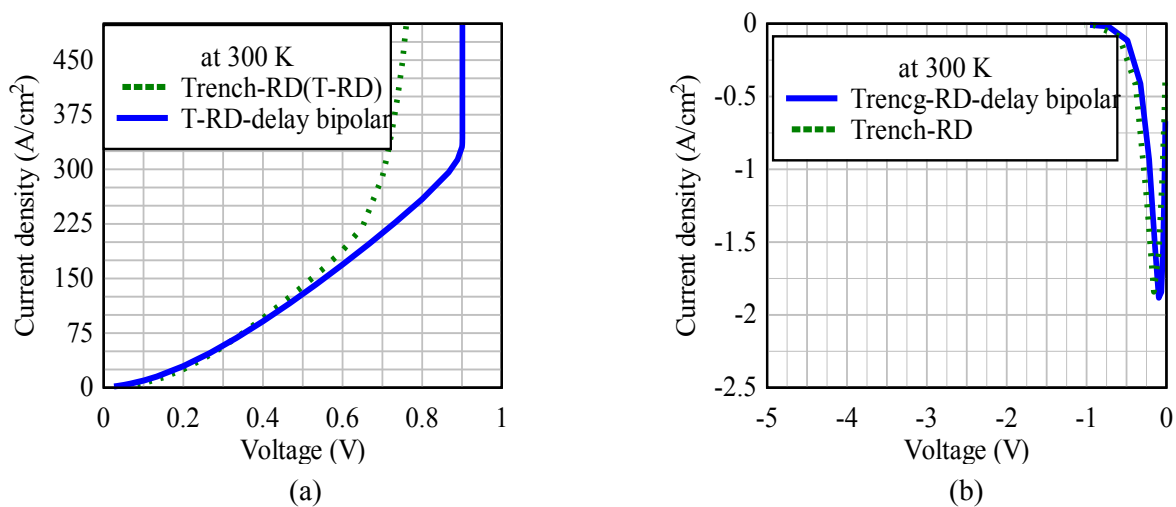 at 300 K
Trench-RD(T-RD)
T-RD-delay bipolar
Current density (A/cm2)
450
375
300
225
150
75
0
0 0.2 0.4 0.6 0.8 1
Voltage (V)
(a)
at 300 K
Trencg-RD-delay bipolar
Trench-RD
Current density (A/cm2)
0
-0.5
-1
-1.5
-2
-2.5
-5 -4 -3 -2 -1 0
Voltage (V)
(b)